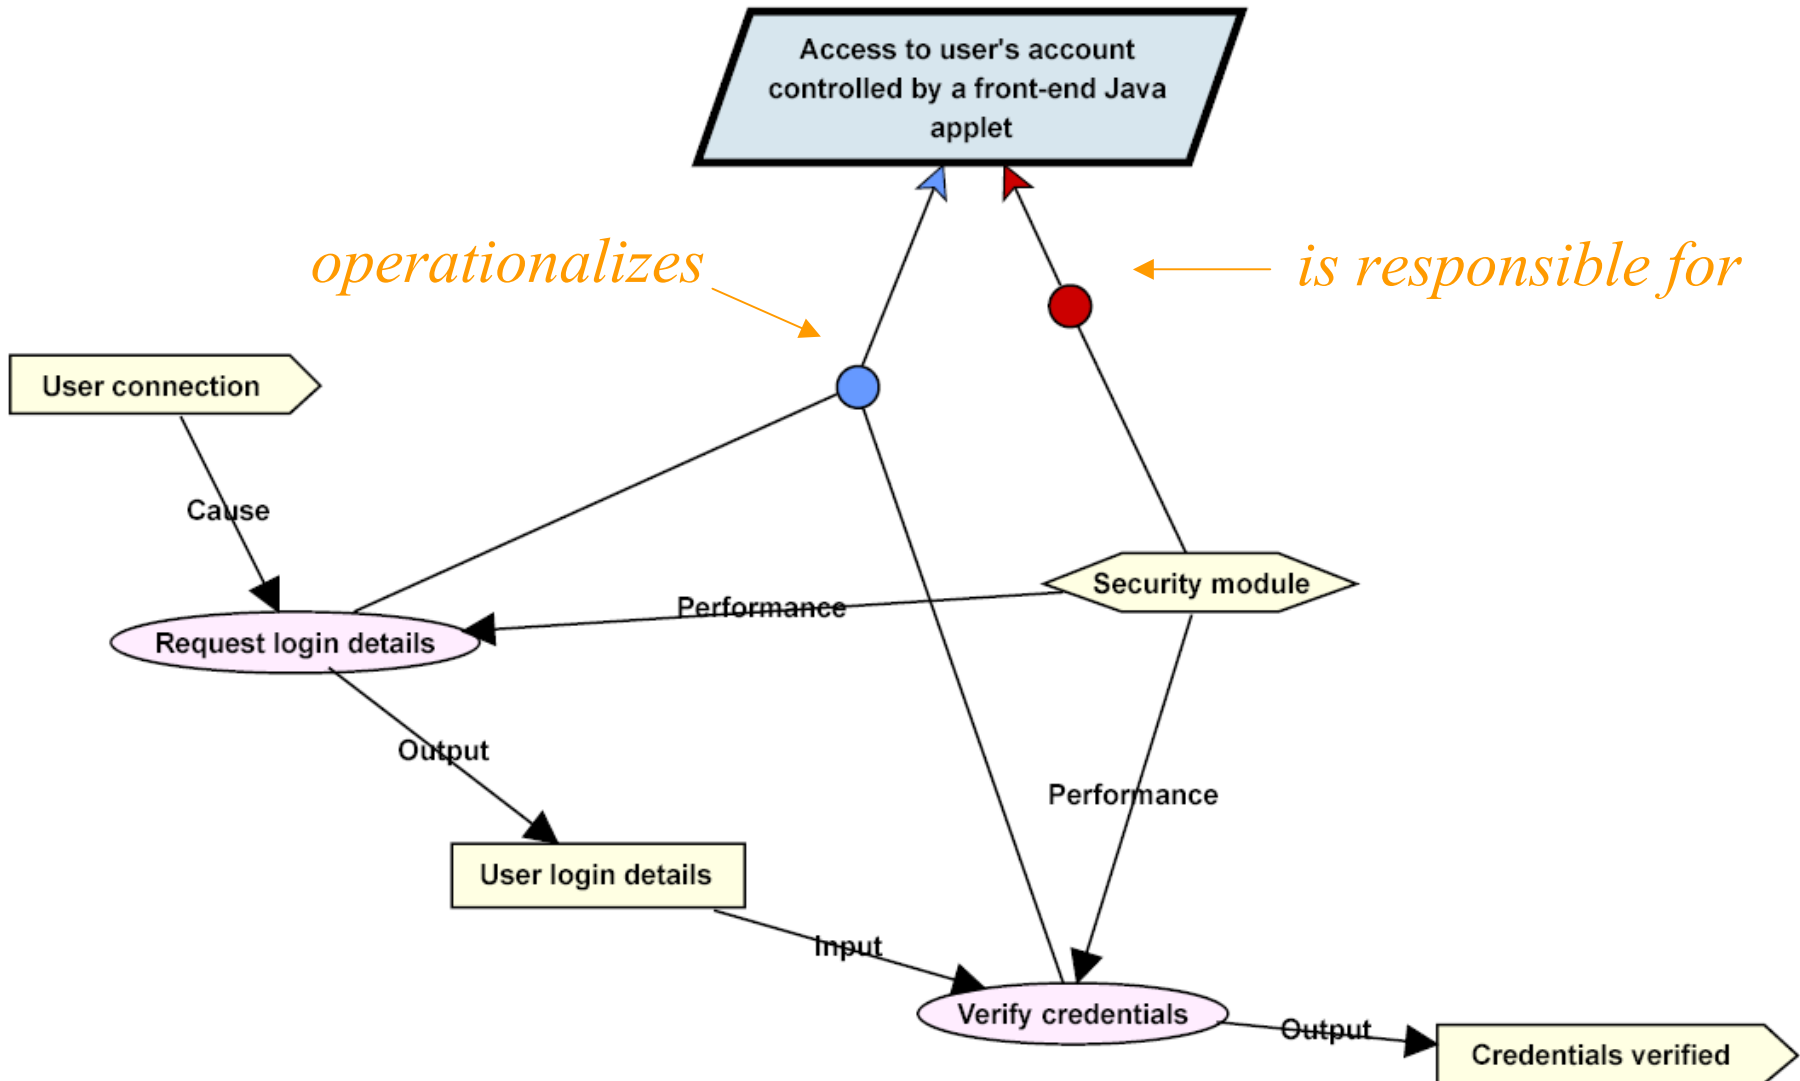 Access to user's account
controlled by a front-end Java
applet
operationalizes
is responsible for
User connection
Cause
Security module
Performance
Request login details
Output
Performance
User login details
Input
Verify credentials
Output
Credentials verified